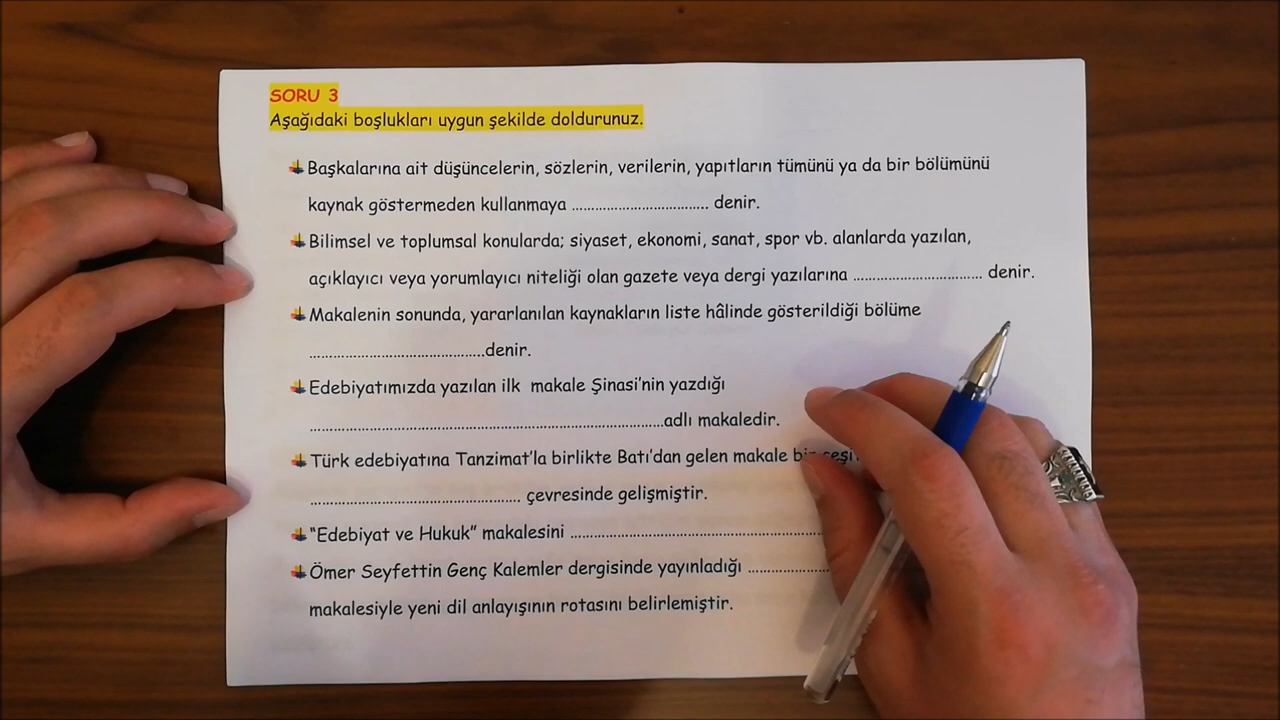 SORU 3
Aşağıdaki boşlukları uygun şekilde doldurunuz.
Başkalarına ait düşüncelerin, sözlerin, verilerin, yapıtların tümünü ya da bir bölümünü
kaynak göstermeden kullanmaya ................................. denir.
Bilimsel ve toplumsal konularda; siyaset, ekonomi, sanat, spor vb. alanlarda yazılan,
açıklayıcı veya yorumlayıcı niteliği olan gazete veya dergi yazılarına ............................... denir.
Makalenin sonunda, yararlanılan kaynakların liste hâlinde gösterildiği bölüme
..........................................denir.
Edebiyatımızda yazılan ilk makale Şinasi'nin yazdığı
.....................................................................................adlı makaledir.
Türk edebiyatına Tanzimat'la birlikte Batı'dan gelen makale bir
.................................................. çevresinde gelişmiştir.
"Edebiyat ve Hukuk" makalesini .............................................................
Ömer Seyfettin Genç Kalemler dergisinde yayınladığı ....................
makalesiyle yeni dil anlayışının rotasını belirlemiştir.